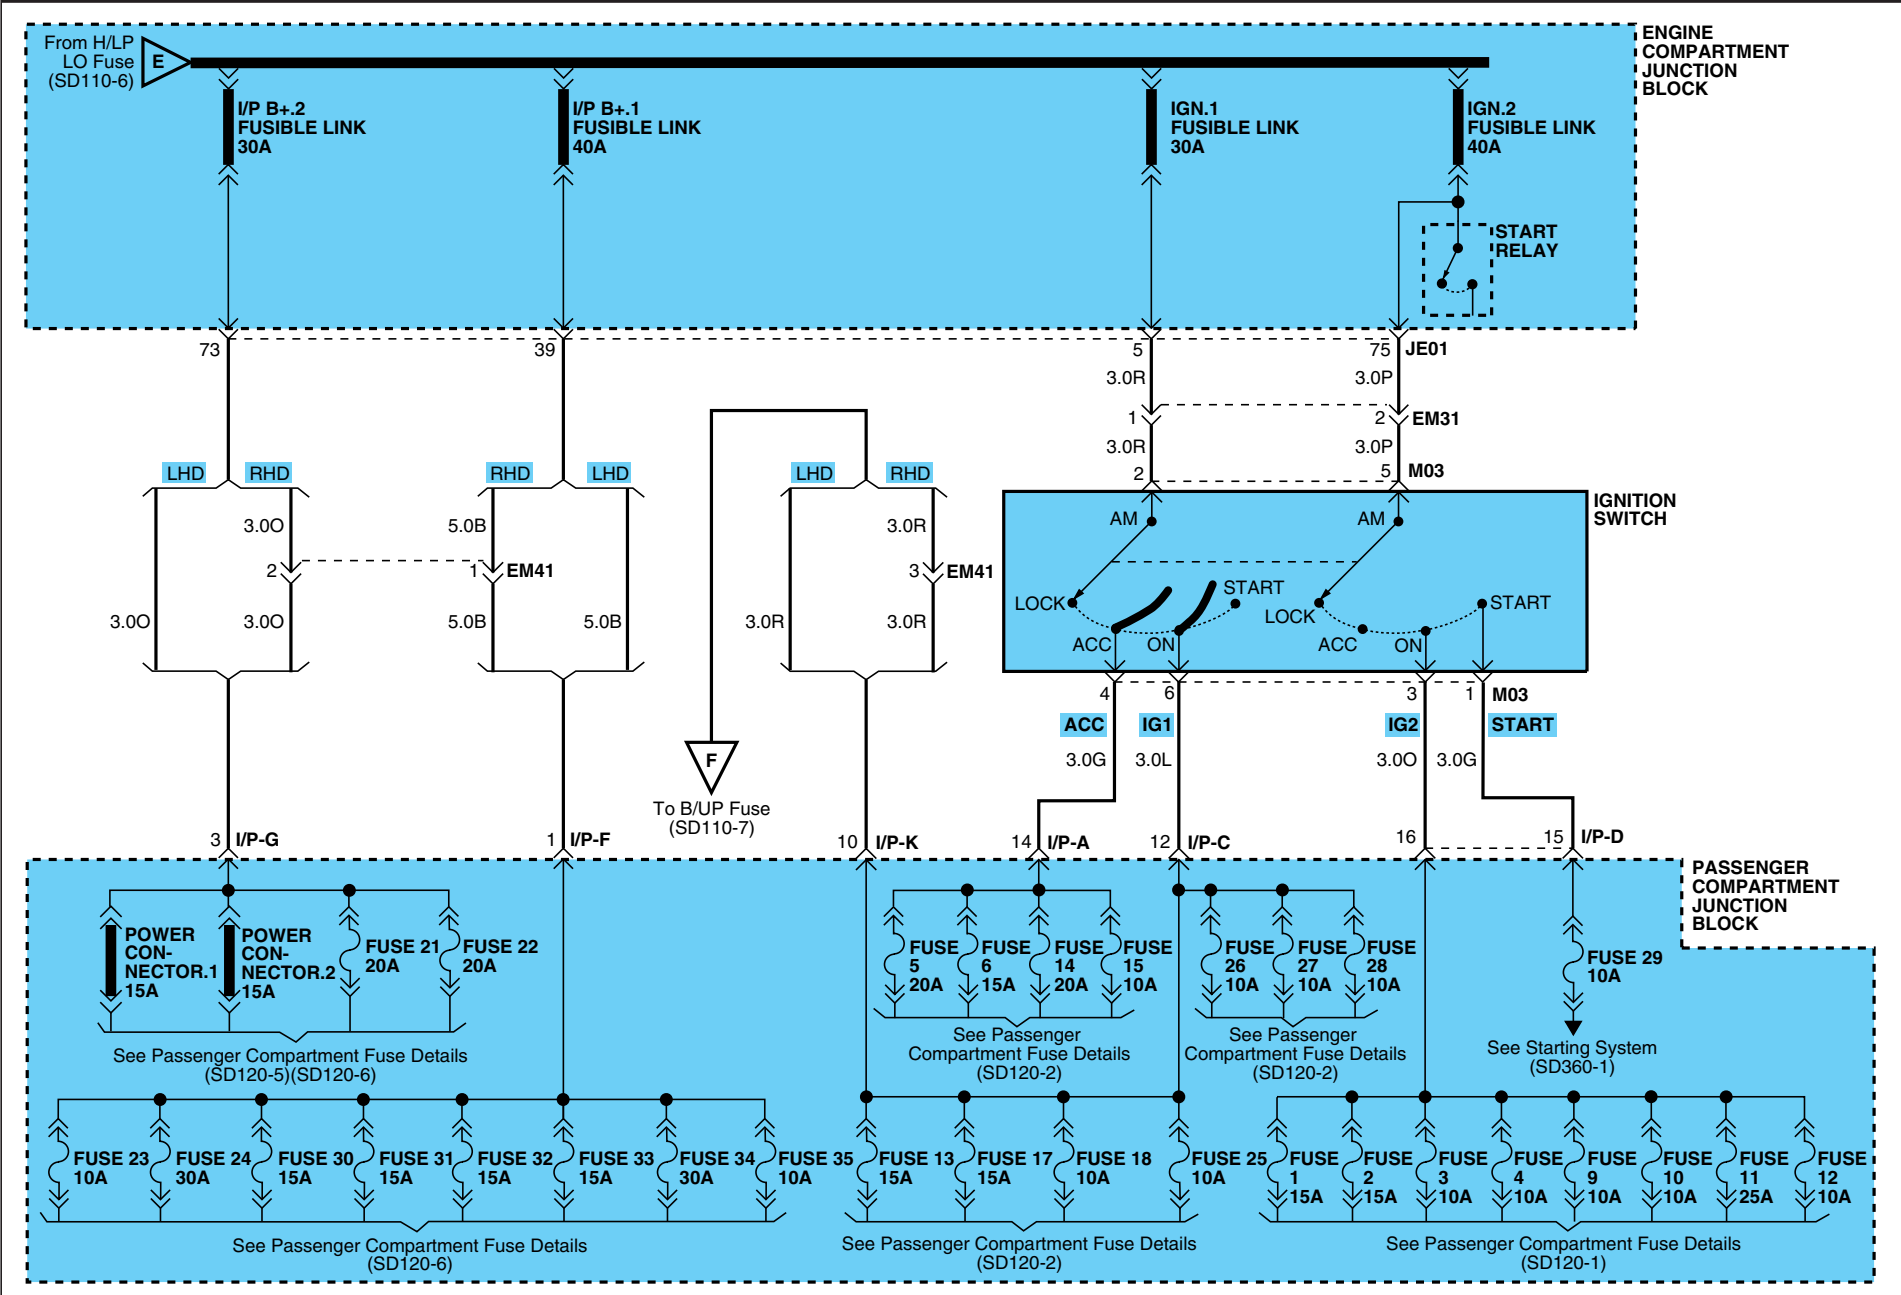 From H/LP
LO Fuse
(SD110-6)
E
ENGINE
COMPARTMENT
JUNCTION
BLOCK
I/P B+.2
FUSIBLE LINK
30A
I/P B+.1
FUSIBLE LINK
40A
IGN.1
FUSIBLE LINK
30A
IGN.2
FUSIBLE LINK
40A
START
RELAY
73
39
5
75
JE01
3.0R
3.0P
1
2
EM31
3.0R
3.0P
2
5
M03
LHD
RHD
RHD
LHD
LHD
RHD
IGNITION
SWITCH
3.0O
5.0B
3.0R
AM
AM
2
1
EM41
3
EM41
LOCK
START
LOCK
START
3.0O
3.0O
5.0B
5.0B
3.0R
3.0R
ACC
ON
ACC
ON
4
6
3
1
M03
ACC
IG1
IG2
START
3.0G
3.0L
3.0O
3.0G
F
To B/UP Fuse
(SD110-7)
3
I/P-G
1
I/P-F
10
I/P-K
14
I/P-A
12
I/P-C
16
15
I/P-D
PASSENGER
COMPARTMENT
JUNCTION
BLOCK
POWER
CON-
NECTOR.1
15A
POWER
CON-
NECTOR.2
15A
FUSE 21
20A
FUSE 22
20A
FUSE
5
20A
FUSE
6
15A
FUSE
14
20A
FUSE
15
10A
FUSE
26
10A
FUSE
27
10A
FUSE
28
10A
FUSE 29
10A
See Passenger Compartment Fuse Details
(SD120-5)(SD120-6)
See Passenger
Compartment Fuse Details
(SD120-2)
See Passenger
Compartment Fuse Details
(SD120-2)
See Starting System
(SD360-1)
FUSE 23
10A
FUSE 24
30A
FUSE 30
15A
FUSE 31
15A
FUSE 32
15A
FUSE 33
15A
FUSE 34
30A
FUSE 35
10A
FUSE 13
15A
FUSE 17
15A
FUSE 18
10A
FUSE 25
10A
FUSE
1
15A
FUSE
2
15A
FUSE
3
10A
FUSE
4
10A
FUSE
9
10A
FUSE
10
10A
FUSE
11
25A
FUSE
12
10A
See Passenger Compartment Fuse Details
(SD120-6)
See Passenger Compartment Fuse Details
(SD120-2)
See Passenger Compartment Fuse Details
(SD120-1)